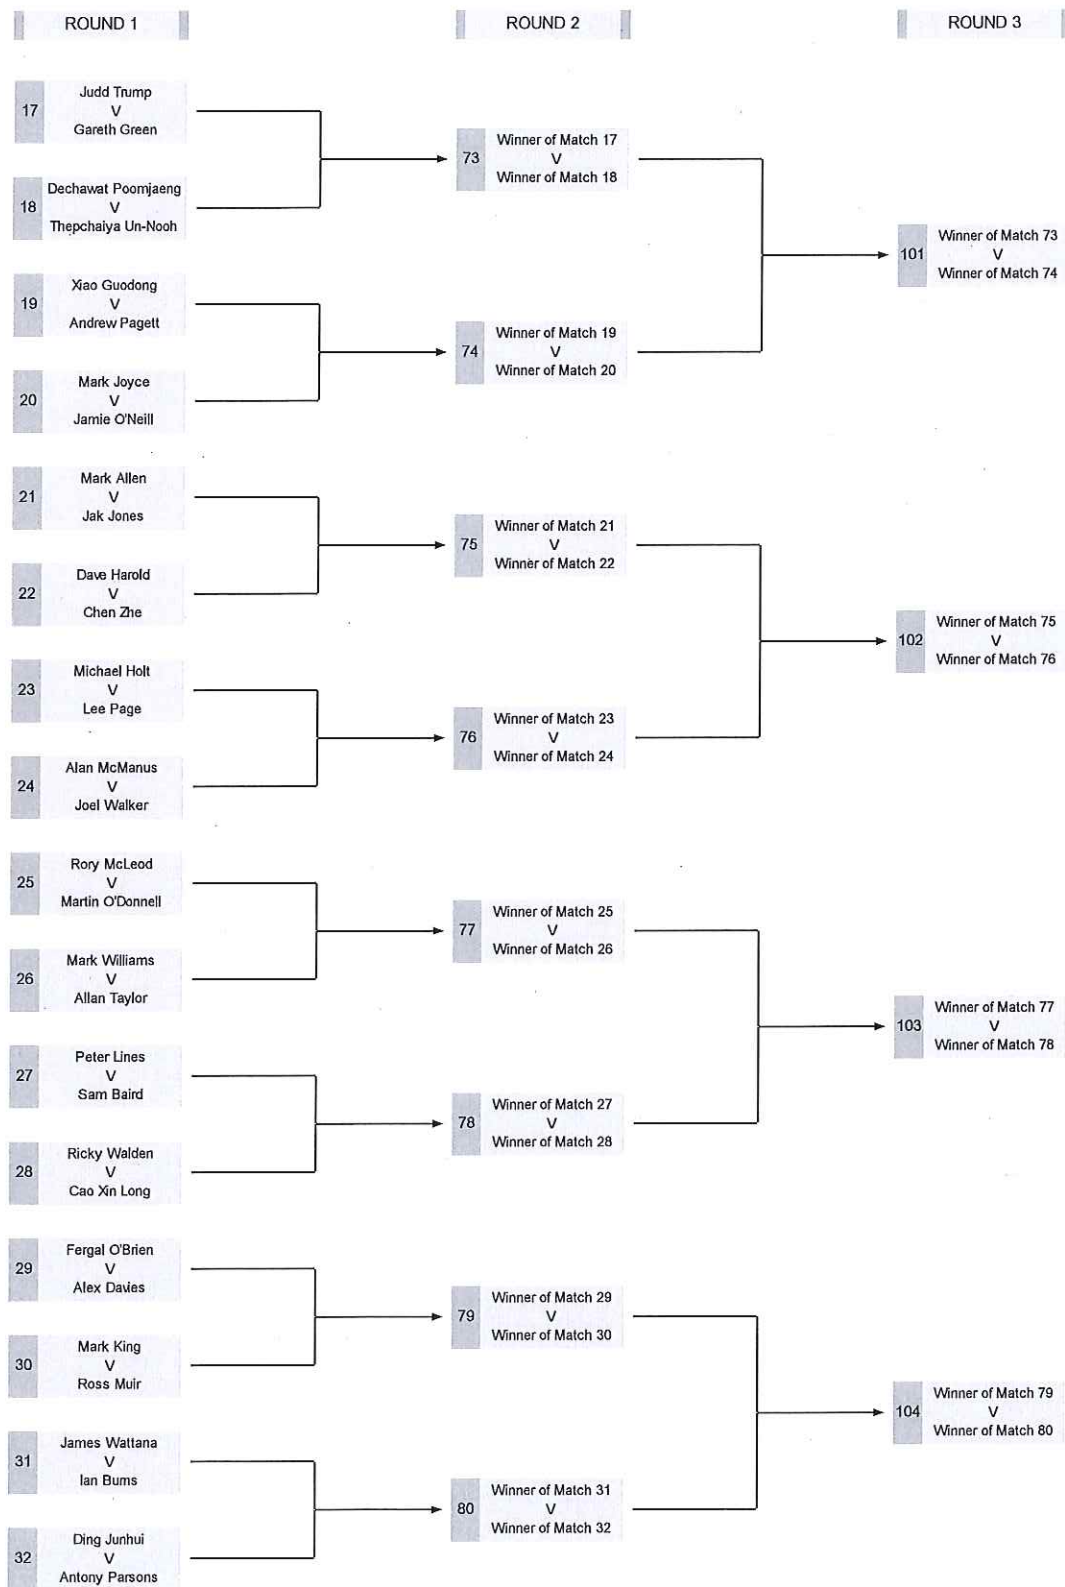 ROUND 1
ROUND 2
ROUND 3
17
Judd Trump
V
Gareth Green
18
Dechawat Poomjaeng
V
Thepchaiya Un-Nooh
19
Xiao Guodong
V
Andrew Pagett
20
Mark Joyce
V
Jamie O'Neill
21
Mark Allen
V
Jak Jones
22
Dave Harold
V
Chen Zhe
23
Michael Holt
V
Lee Page
24
Alan McManus
V
Joel Walker
25
Rory McLeod
V
Martin O'Donnell
26
Mark Williams
V
Allan Taylor
27
Peter Lines
V
Sam Baird
28
Ricky Walden
V
Cao Xin Long
29
Fergal O'Brien
V
Alex Davies
30
Mark King
V
Ross Muir
31
James Wattana
V
Ian Burns
32
Ding Junhui
V
Antony Parsons
73
Winner of Match 17
V
Winner of Match 18
74
Winner of Match 19
V
Winner of Match 20
75
Winner of Match 21
V
Winner of Match 22
76
Winner of Match 23
V
Winner of Match 24
77
Winner of Match 25
V
Winner of Match 26
78
Winner of Match 27
V
Winner of Match 28
79
Winner of Match 29
V
Winner of Match 30
80
Winner of Match 31
V
Winner of Match 32
101
Winner of Match 73
V
Winner of Match 74
102
Winner of Match 75
V
Winner of Match 76
103
Winner of Match 77
V
Winner of Match 78
104
Winner of Match 79
V
Winner of Match 80